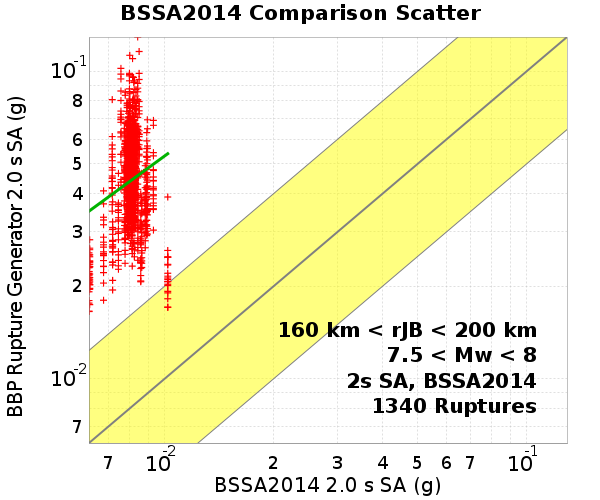 BSSA2014 Comparison Scatter
BBP Rupture Generator 2.0 s SA (g)
10-1
8
6
5
4
3
2
10-2
7
160 km < rJB < 200 km
7.5 < Mw < 8
2s SA, BSSA2014
1340 Ruptures
7 10-2 2 3 4 5 6 7 10-1
BSSA2014 2.0 s SA (g)